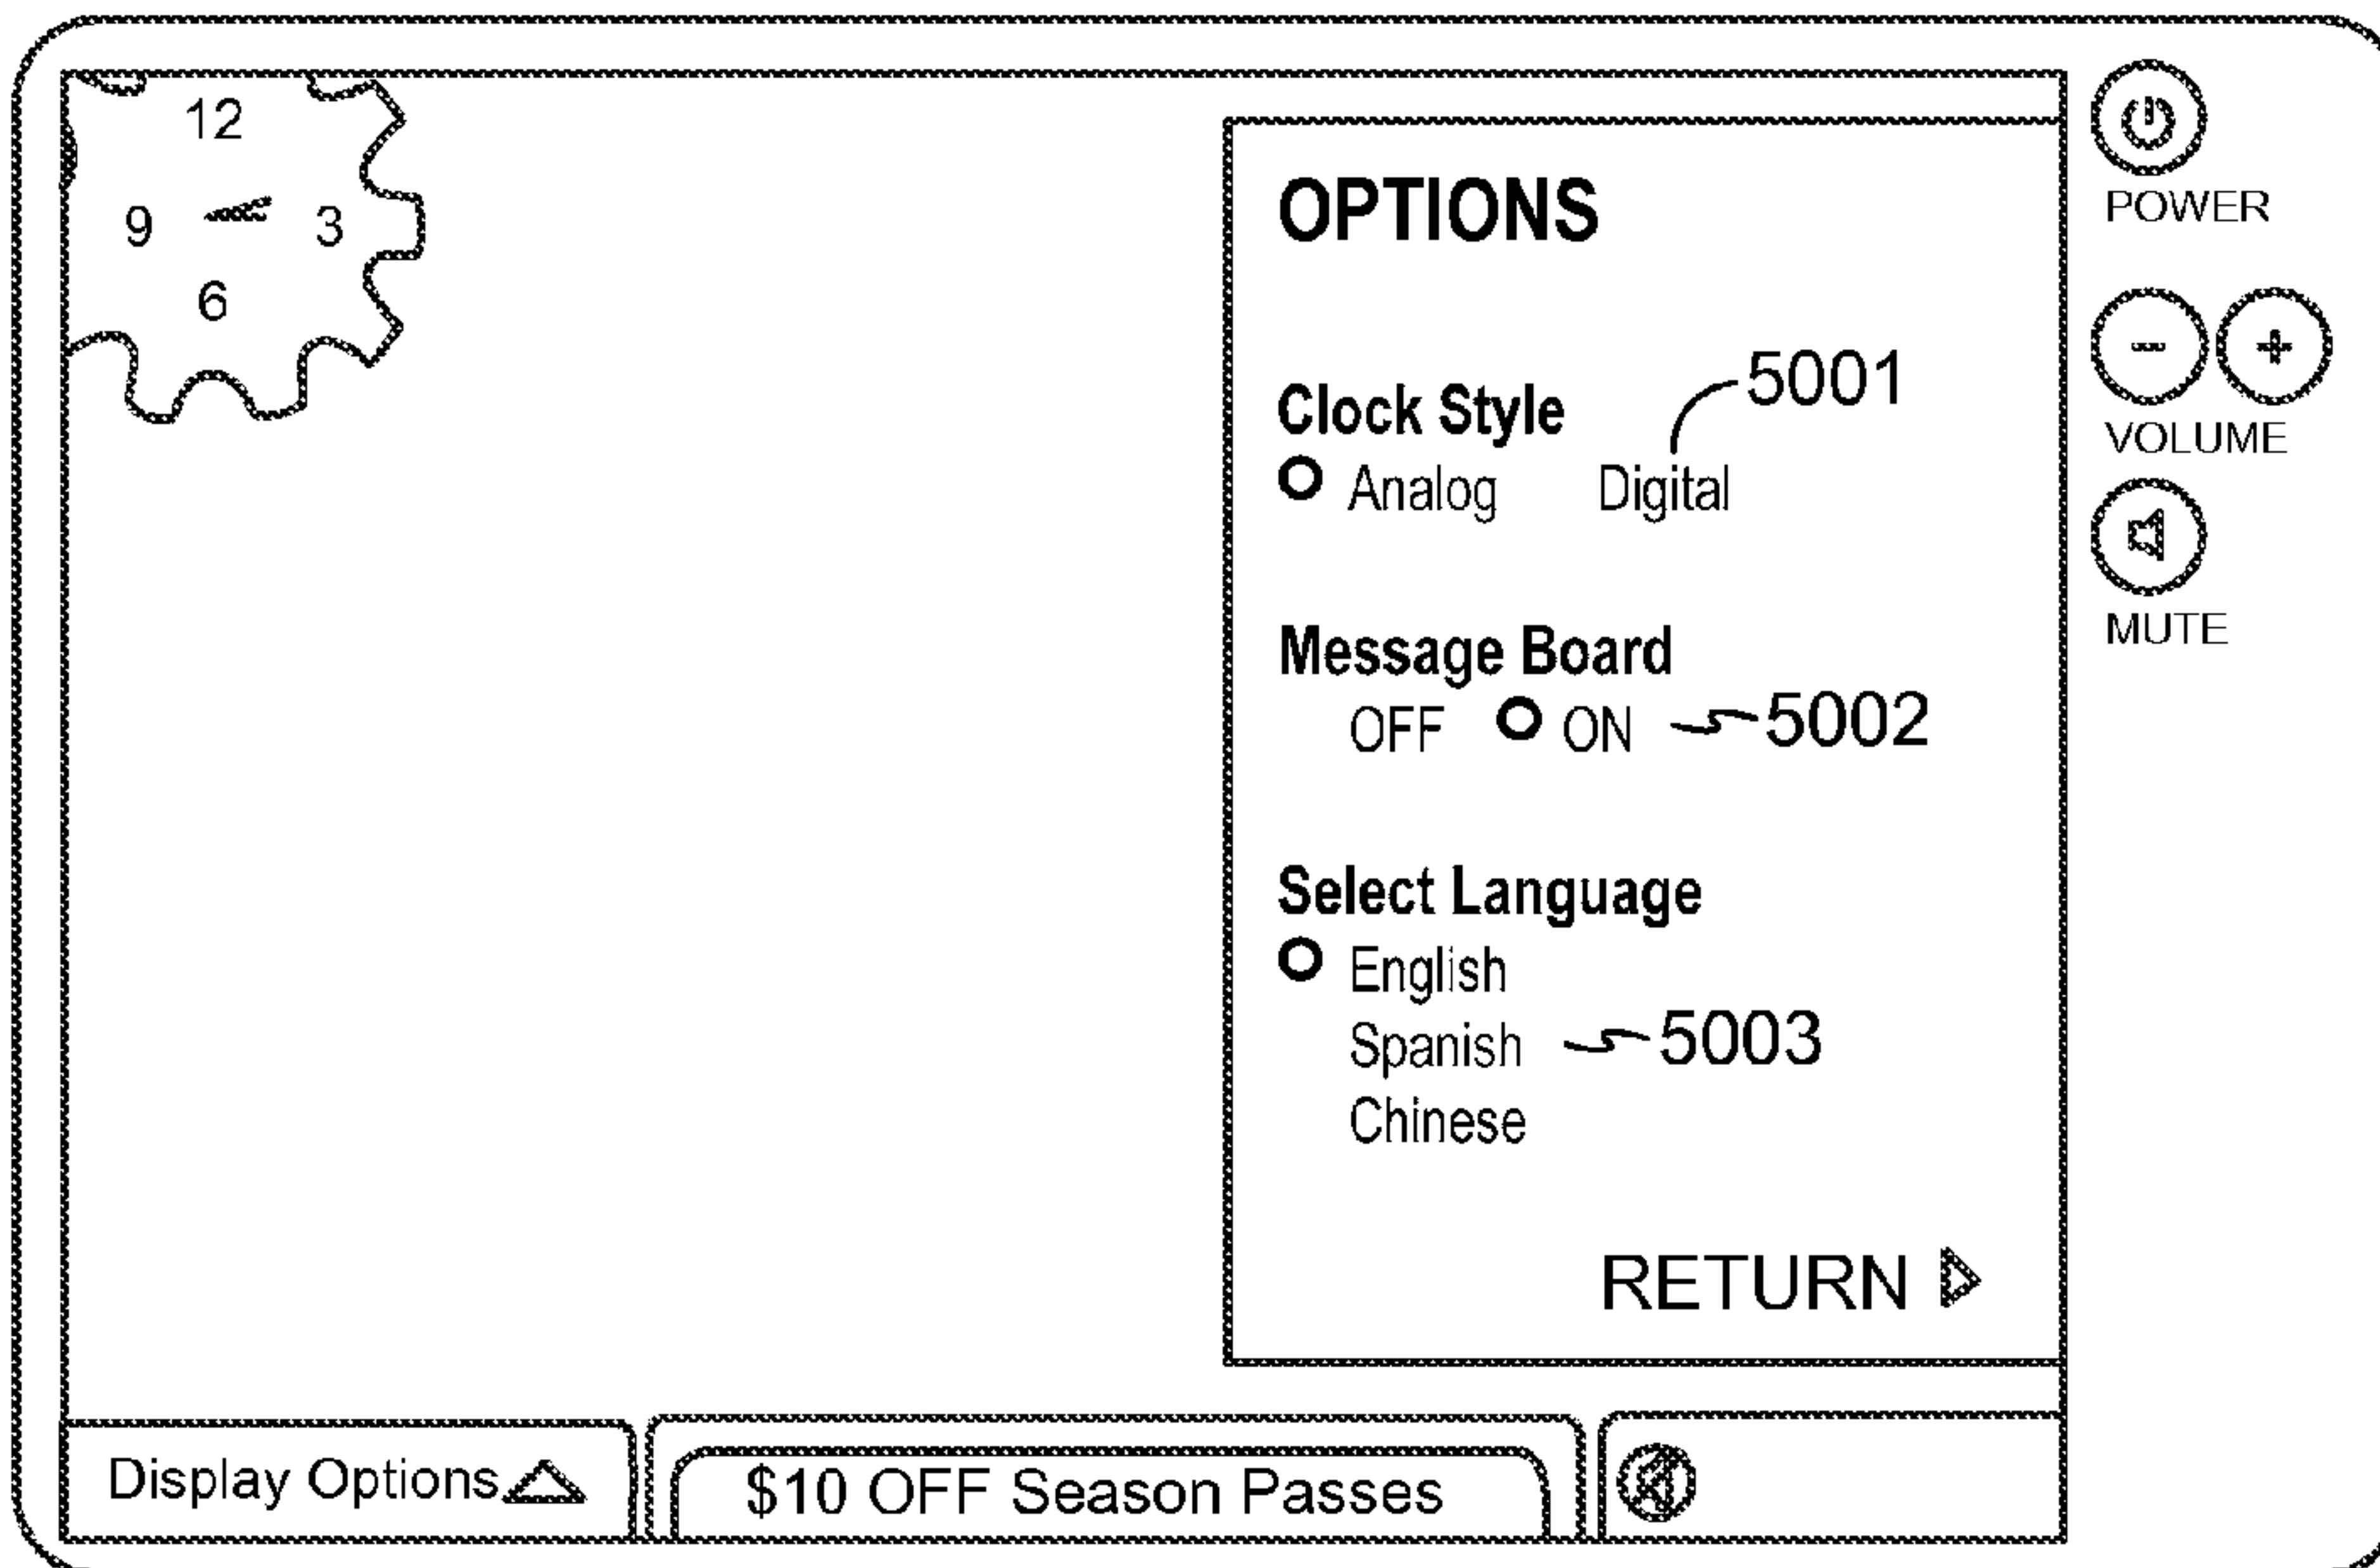 12
9 3
6
OPTIONS
Clock Style
5001
Analog Digital
Message Board
OFF ON 5002
Select Language
English
Spanish 5003
Chinese
RETURN
POWER
- +
VOLUME
MUTE
Display Options
$10 OFF Season Passes